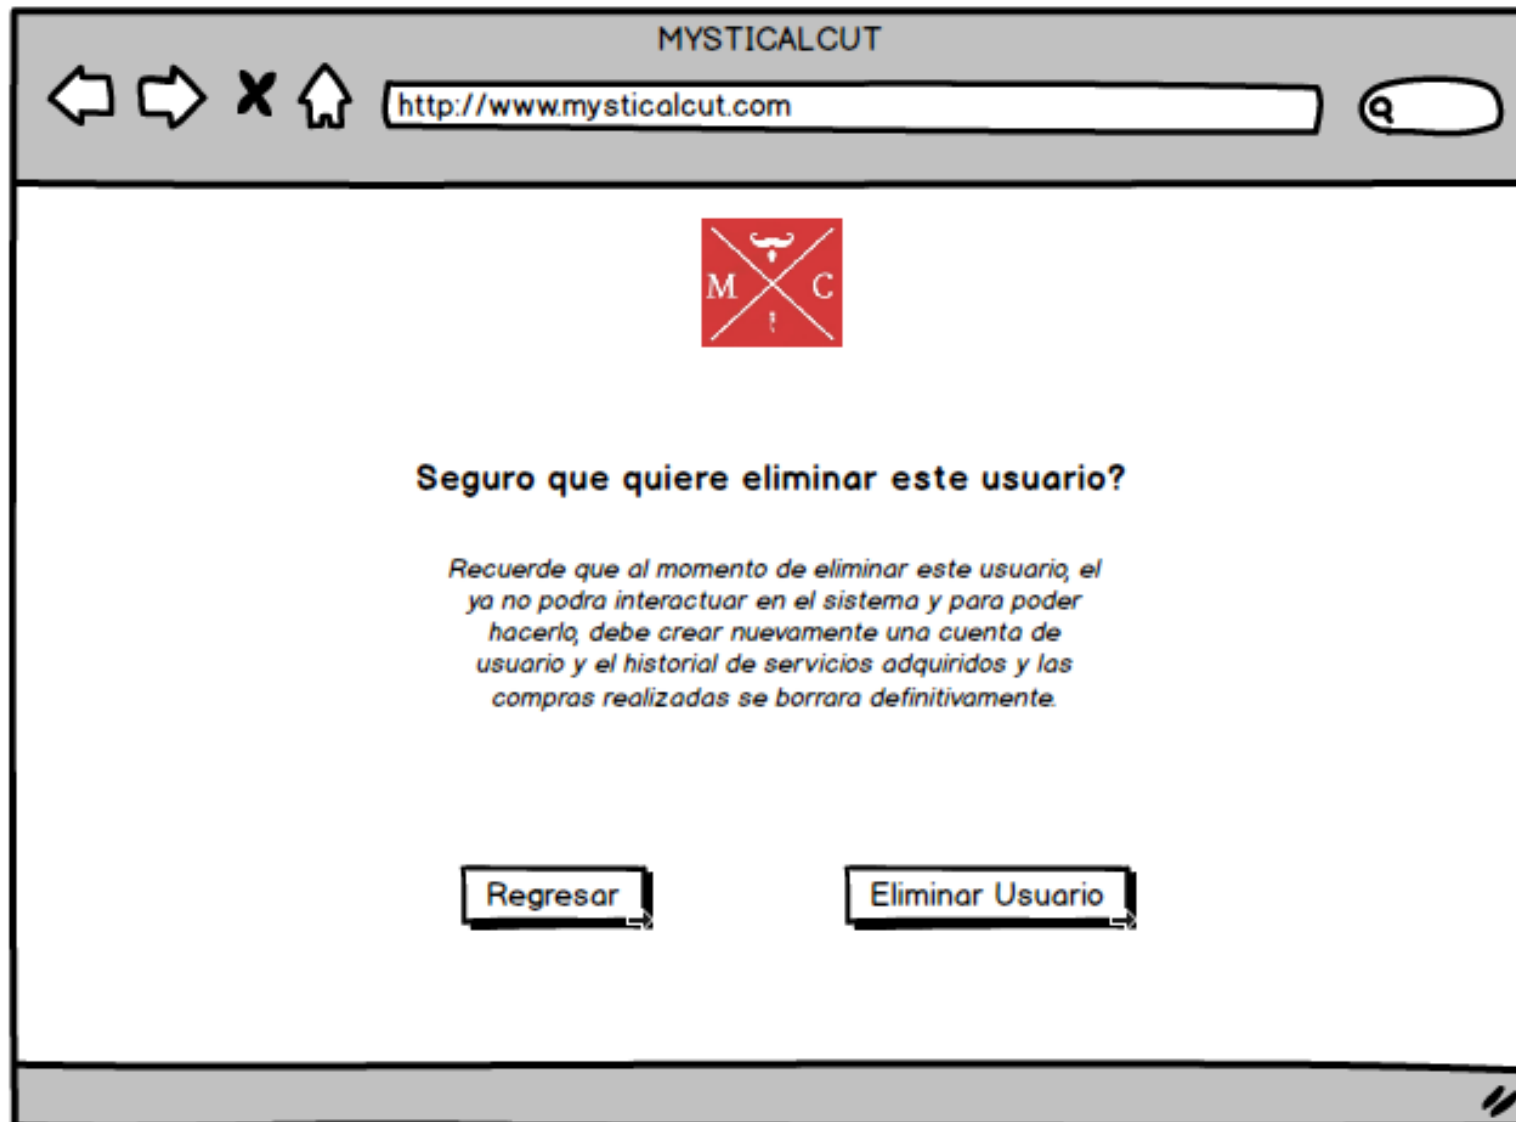 MYSTICALCUT
http://www.mysticalcut.com
M C
Seguro que quiere eliminar este usuario?
Recuerde que al momento de eliminar este usuario, el
ya no podra interactuar en el sistema y para poder
hacerlo, debe crear nuevamente una cuenta de
usuario y el historial de servicios adquiridos y las
compras realizadas se borrara definitivamente.
Regresar
Eliminar Usuario